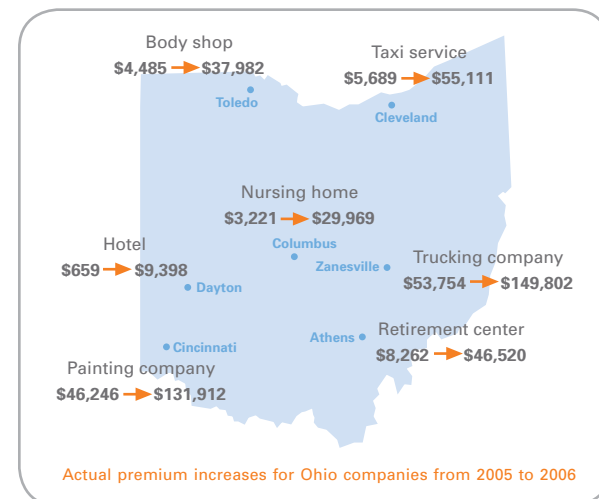 Body shop
$4,485 → $37,982
Toledo
Taxi service
$5,689 → $55,111
Cleveland
Nursing home
$3,221 → $29,969
Columbus
Hotel
$659 → $9,398
Dayton
Zanesville
Trucking company
$53,754 → $149,802
Athens
Retirement center
$8,262 → $46,520
Cincinnati
Painting company
$46,246 → $131,912
Actual premium increases for Ohio companies from 2005 to 2006